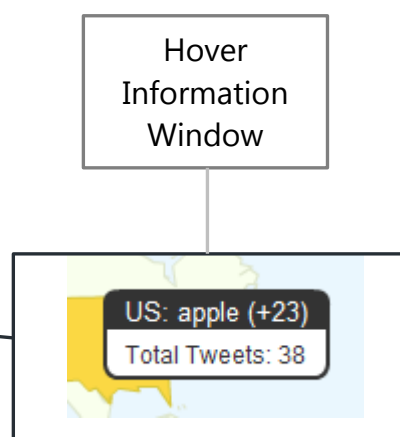 Hover
Information
Window
US: apple (+23)
Total Tweets: 38